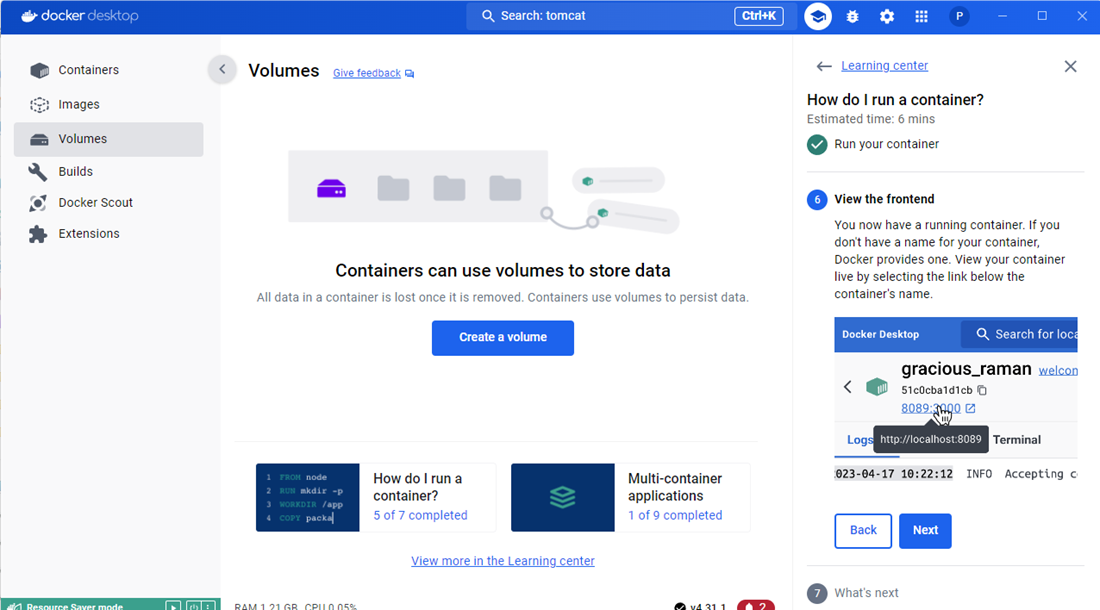 docker desktop
Search: tomcat
Ctrl+K
P
Containers
Images
Volumes
Builds
Docker Scout
Extensions
Volumes
Give feedback
Containers can use volumes to store data
All data in a container is lost once it is removed. Containers use volumes to persist data.
Create a volume
1 FROM node
2 RUN mkdir -p
3 WORKDIR /app
4 COPY packa
How do I run a
container?
5 of 7 completed
Multi-container
applications
1 of 9 completed
View more in the Learning center
Learning center
How do I run a container?
Estimated time: 6 mins
Run your container
6
View the frontend
You now have a running container. If you
don't have a name for your container,
Docker provides one. View your container
live by selecting the link below the
container's name.
Docker Desktop
Search for loca
gracious_raman
welcom
51c0cba1d1cb
8089:3000
http://localhost:8089
Logs
Terminal
023-04-17 10:22:12 INFO Accepting c
Back
Next
7
What's next
Resource Saver mode
RAM 1.21 GB CPU 0.05%
v4.31.1
2